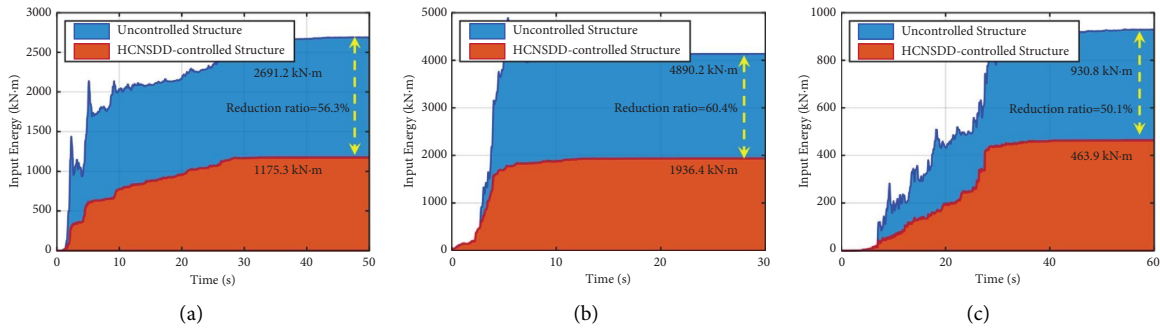 3000
2500
2000
1500
1000
500
0
Input Energy (kN·m)
Uncontrolled Structure
HCNSDD-controlled Structure
2691.2 kN·m
Reduction ratio=56.3%
1175.3 kN·m
0 10 20 30 40 50
Time (s)
(a)
5000
4000
3000
2000
1000
0
Input Energy (kN·m)
Uncontrolled Structure
HCNSDD-controlled Structure
4890.2 kN·m
Reduction ratio=60.4%
1936.4 kN·m
0 10 20 30
Time (s)
(b)
1000
800
600
400
200
0
Input Energy (kN·m)
Uncontrolled Structure
HCNSDD-controlled Structure
930.8 kN·m
Reduction ratio=50.1%
463.9 kN·m
0 20 40 60
Time (s)
(c)